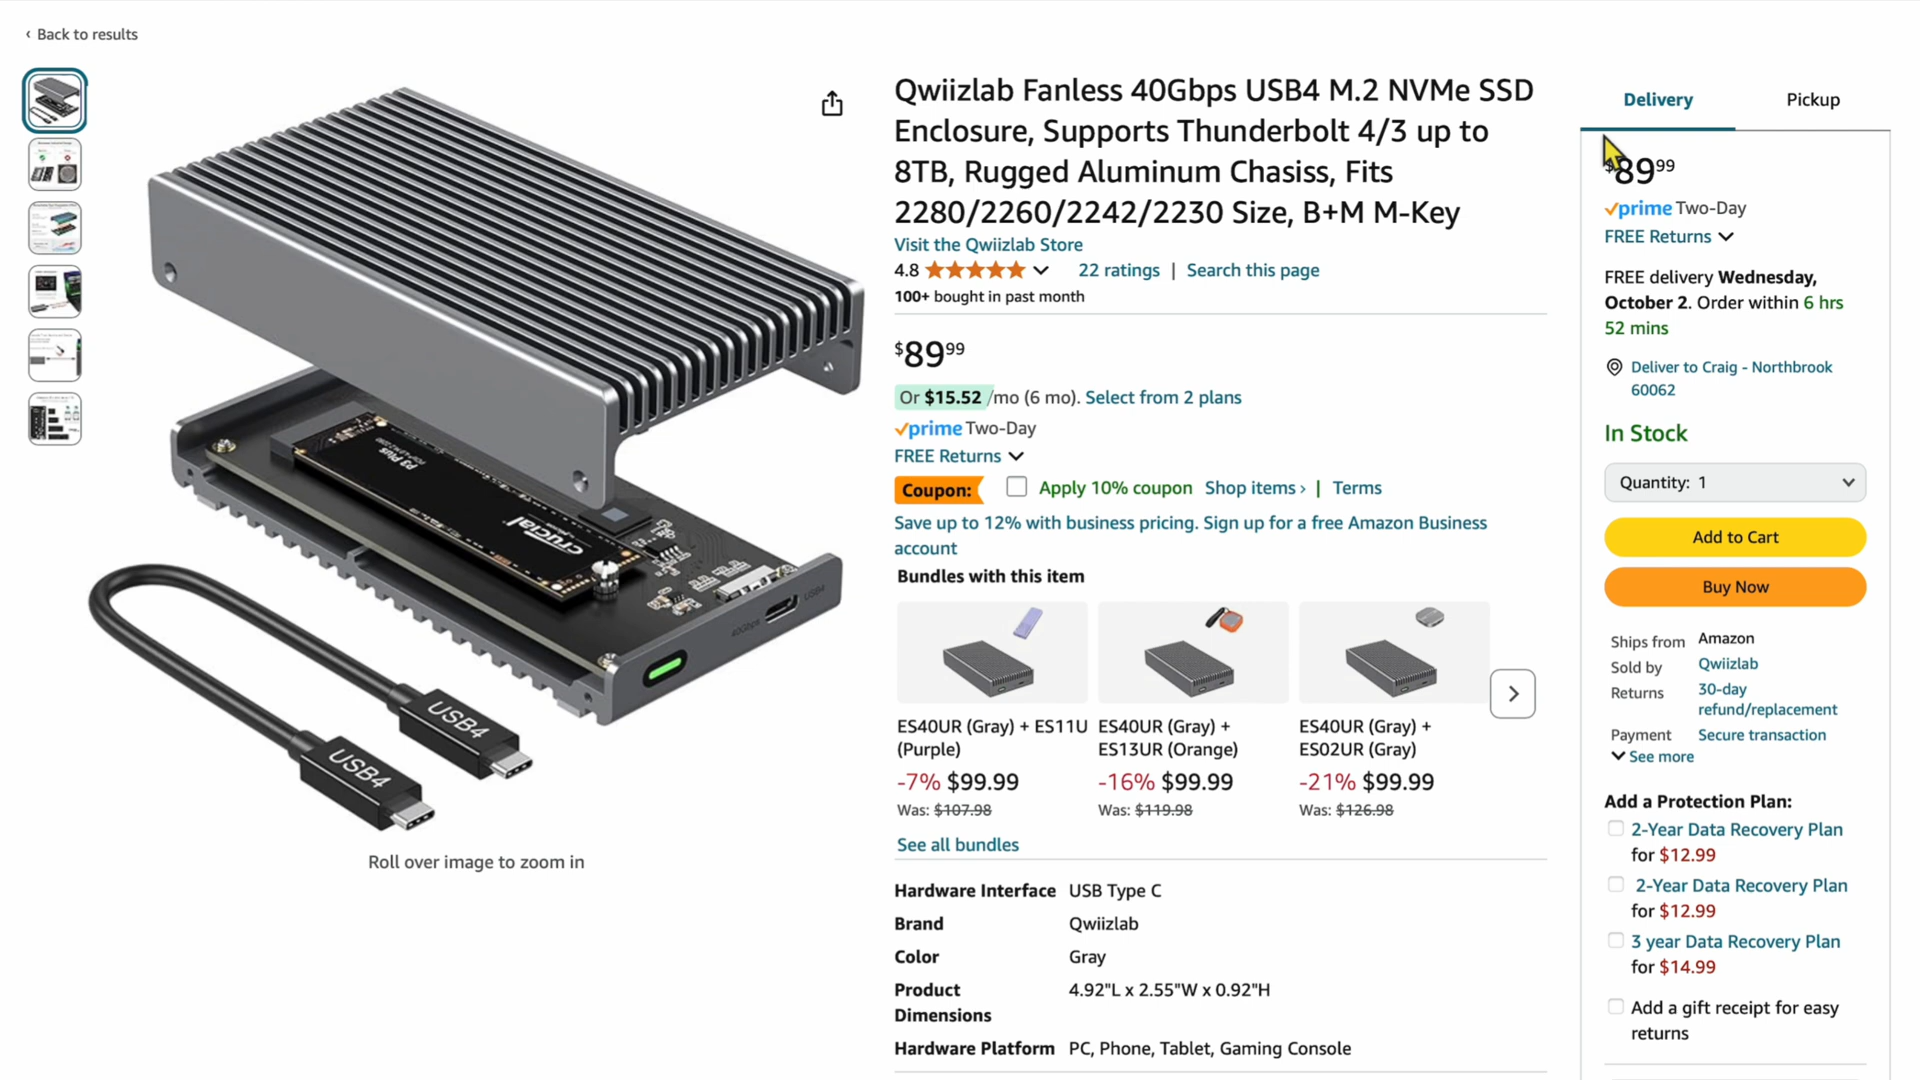 ‹ Back to results
Qwiizlab Fanless 40Gbps USB4 M.2 NVMe SSD
Enclosure, Supports Thunderbolt 4/3 up to
8TB, Rugged Aluminum Chasiss, Fits
2280/2260/2242/2230 Size, B+M M-Key
Visit the Qwiizlab Store
4.8
22 ratings | Search this page
100+ bought in past month
$89.99
Or $15.52 /mo (6 mo). Select from 2 plans
prime Two-Day
FREE Returns
Coupon: Apply 10% coupon Shop items › | Terms
Save up to 12% with business pricing. Sign up for a free Amazon Business
account
Bundles with this item
ES40UR (Gray) + ES11U
(Purple)
-7% $99.99
Was: $107.98
ES40UR (Gray) +
ES13UR (Orange)
-16% $99.99
Was: $119.98
ES40UR (Gray) +
ES02UR (Gray)
-21% $99.99
Was: $126.98
See all bundles
Hardware Interface USB Type C
Brand Qwiizlab
Color Gray
Product
Dimensions
4.92"L x 2.55"W x 0.92"H
Hardware Platform PC, Phone, Tablet, Gaming Console
P3 Plus
crucial
40Gbps
USB4
USB4
USB4
Roll over image to zoom in
Delivery
Pickup
$89.99
prime Two-Day
FREE Returns
FREE delivery Wednesday,
October 2. Order within 6 hrs
52 mins
Deliver to Craig - Northbrook
60062
In Stock
Quantity: 1
Add to Cart
Buy Now
Ships from Amazon
Sold by Qwiizlab
Returns 30-day
refund/replacement
Payment Secure transaction
See more
Add a Protection Plan:
2-Year Data Recovery Plan
for $12.99
2-Year Data Recovery Plan
for $12.99
3 year Data Recovery Plan
for $14.99
Add a gift receipt for easy
returns